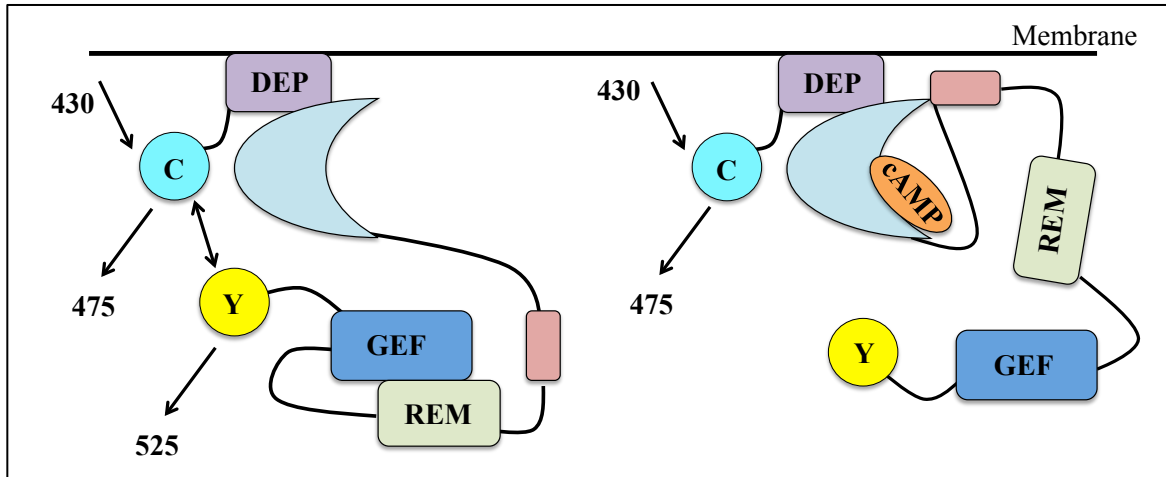 Membrane
DEP
430
C
475
Y
GEF
REM
525
DEP
430
C
cAMP
475
REM
Y
GEF